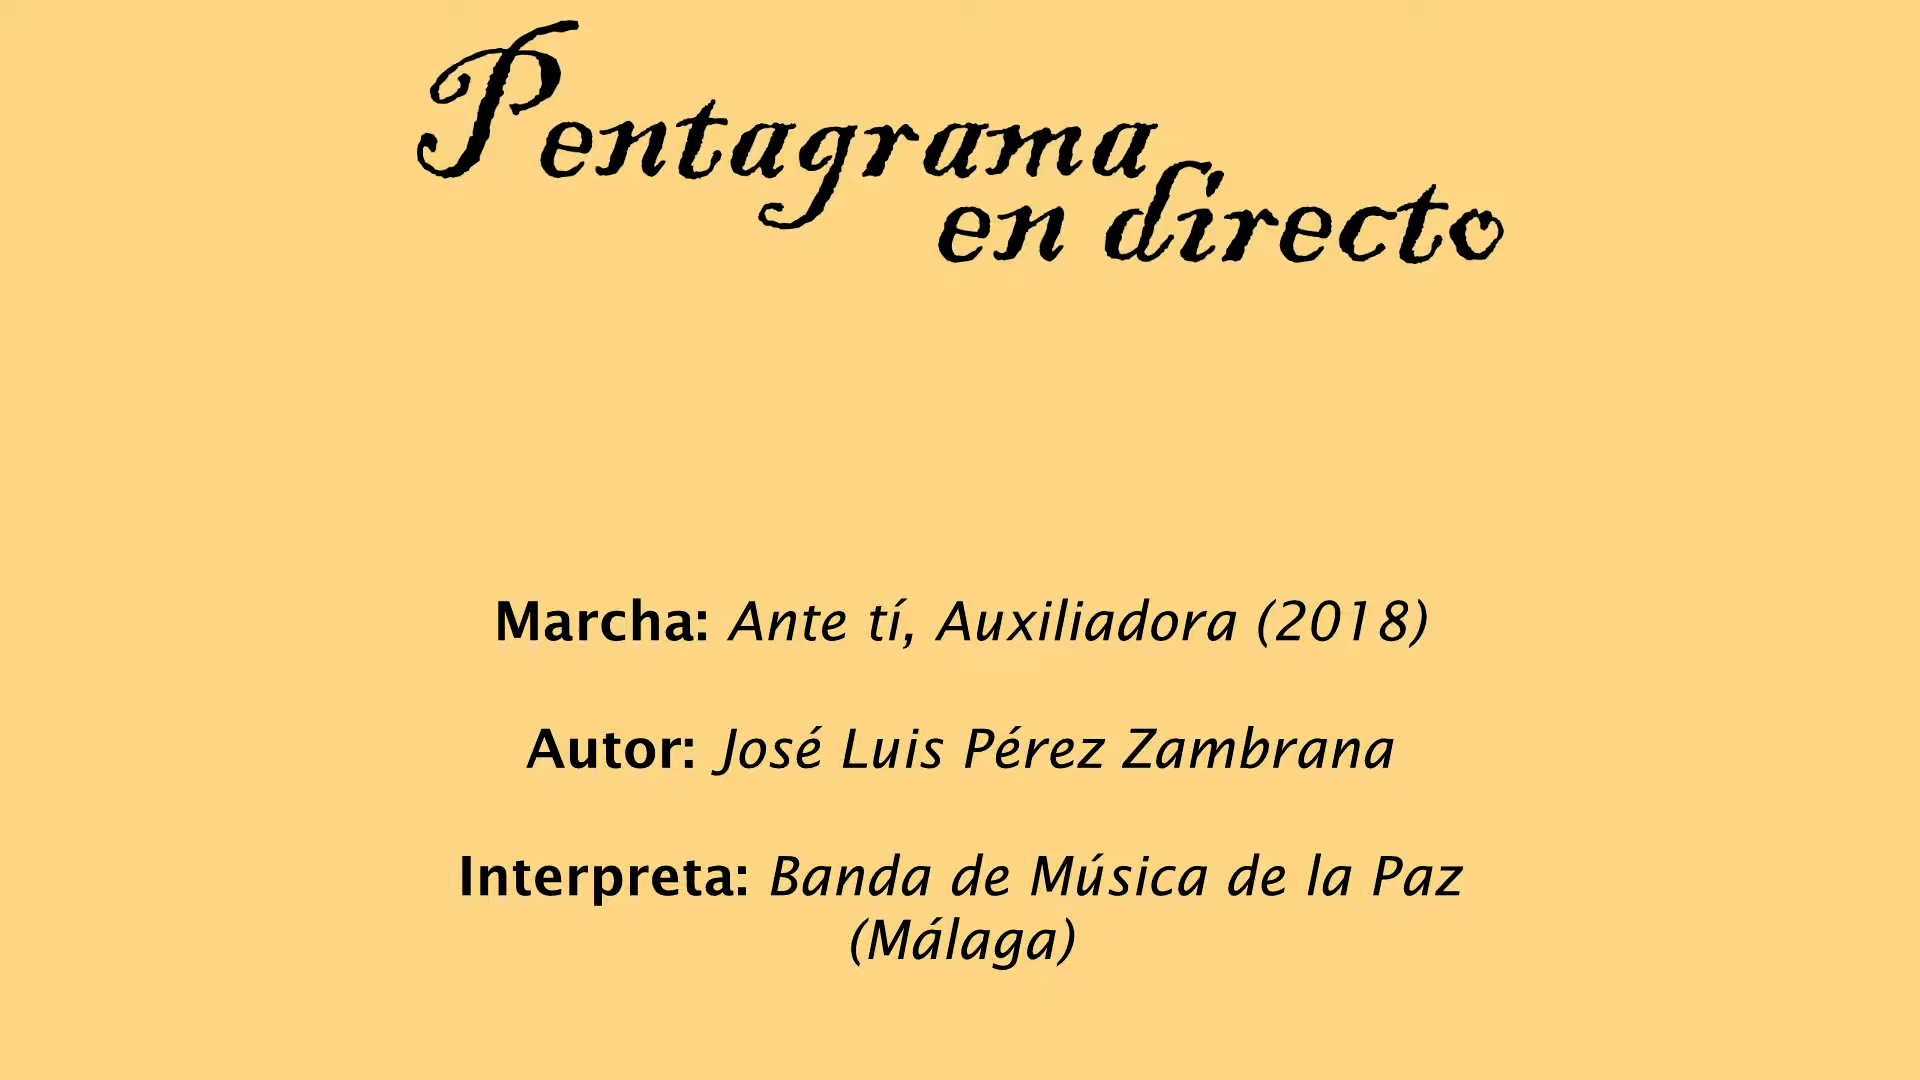 Pentagrama
en directo
Marcha: Ante tí, Auxiliadora (2018)
Autor: José Luis Pérez Zambrana
Interpreta: Banda de Música de la Paz
(Málaga)